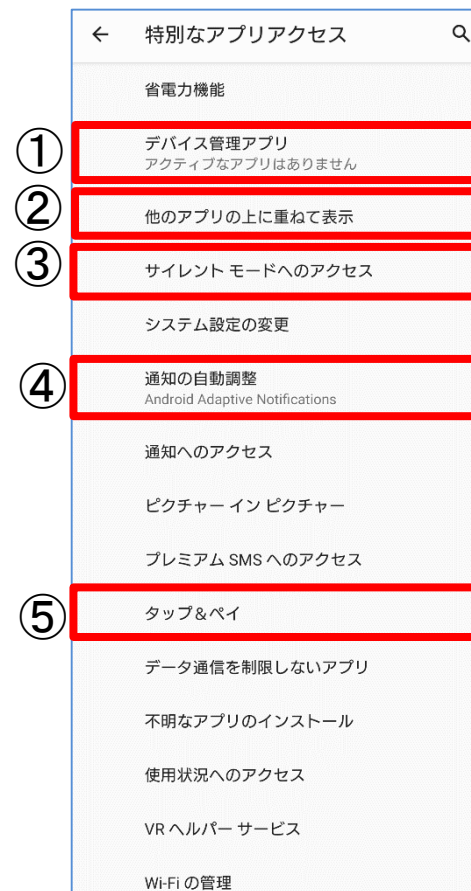 特別なアプリアクセス
省電力機能
① デバイス管理アプリ
アクティブなアプリはありません
② 他のアプリの上に重ねて表示
③ サイレント モードへのアクセス
システム設定の変更
④ 通知の自動調整
Android Adaptive Notifications
通知へのアクセス
ピクチャー イン ピクチャー
プレミアム SMS へのアクセス
⑤ タップ&ペイ
データ通信を制限しないアプリ
不明なアプリのインストール
使用状況へのアクセス
VR ヘルパー サービス
Wi-Fi の管理